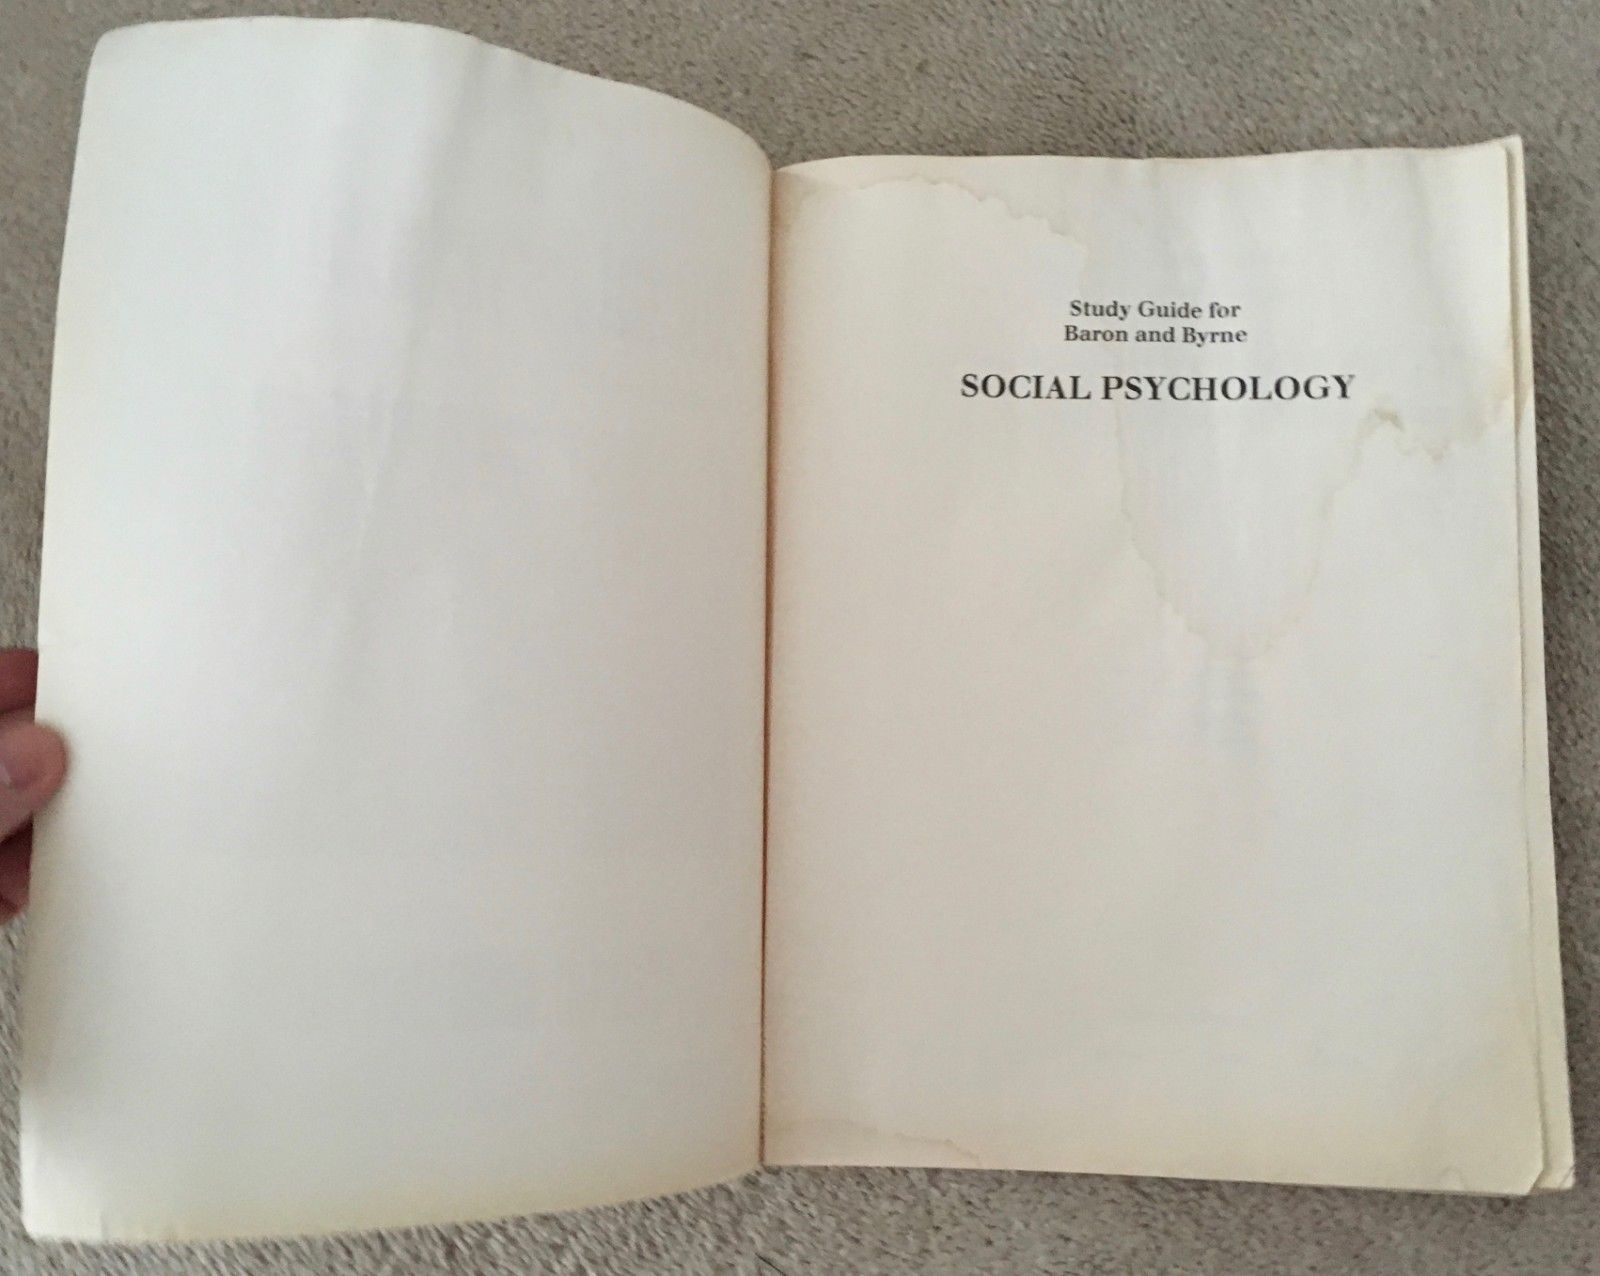 Study Guide for
Baron and Byrne
SOCIAL PSYCHOLOGY